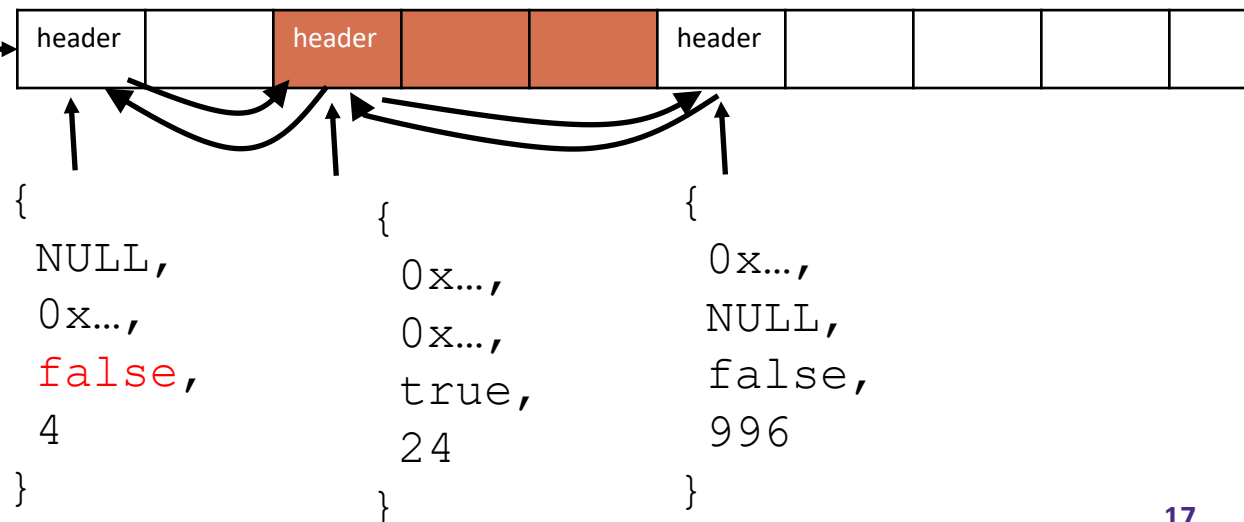 header header header
{
NULL,
0x…,
false,
4
}
{
0x…,
0x…,
true,
24
}
{
0x…,
NULL,
false,
996
}
17